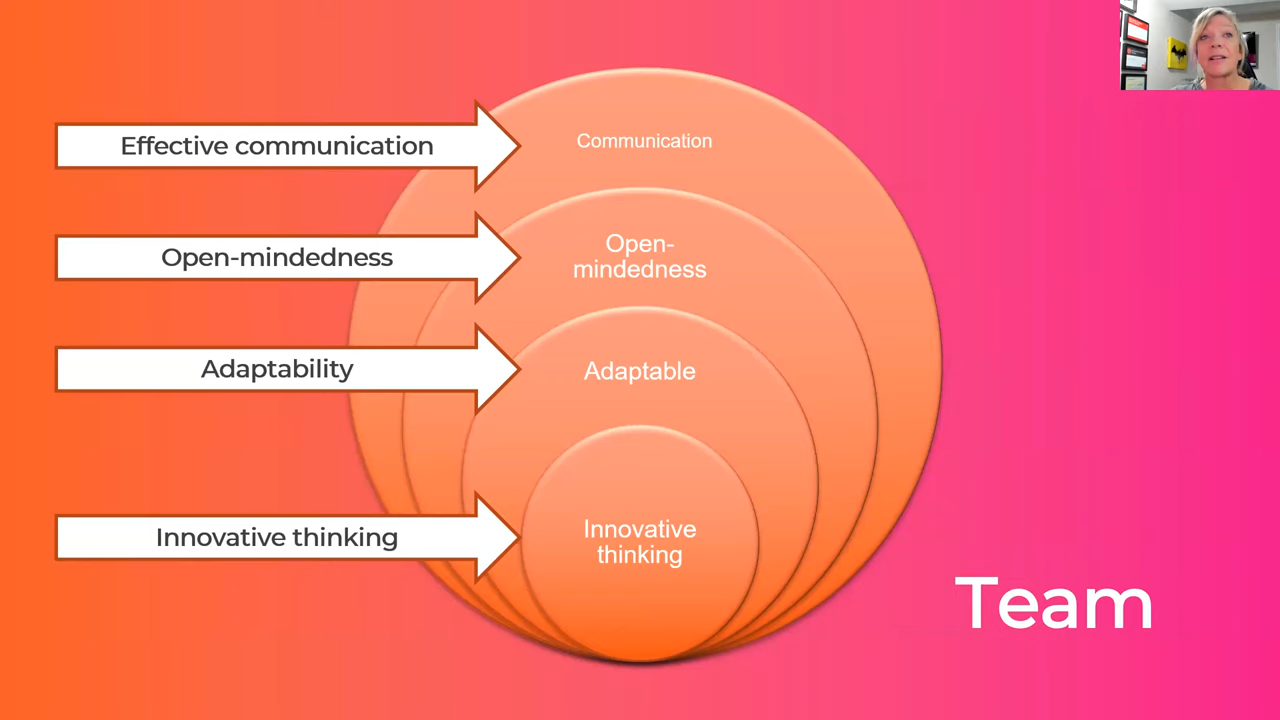 Effective communication
Communication
Open-mindedness
Open-
mindedness
Adaptability
Adaptable
Innovative thinking
Innovative
thinking
Team